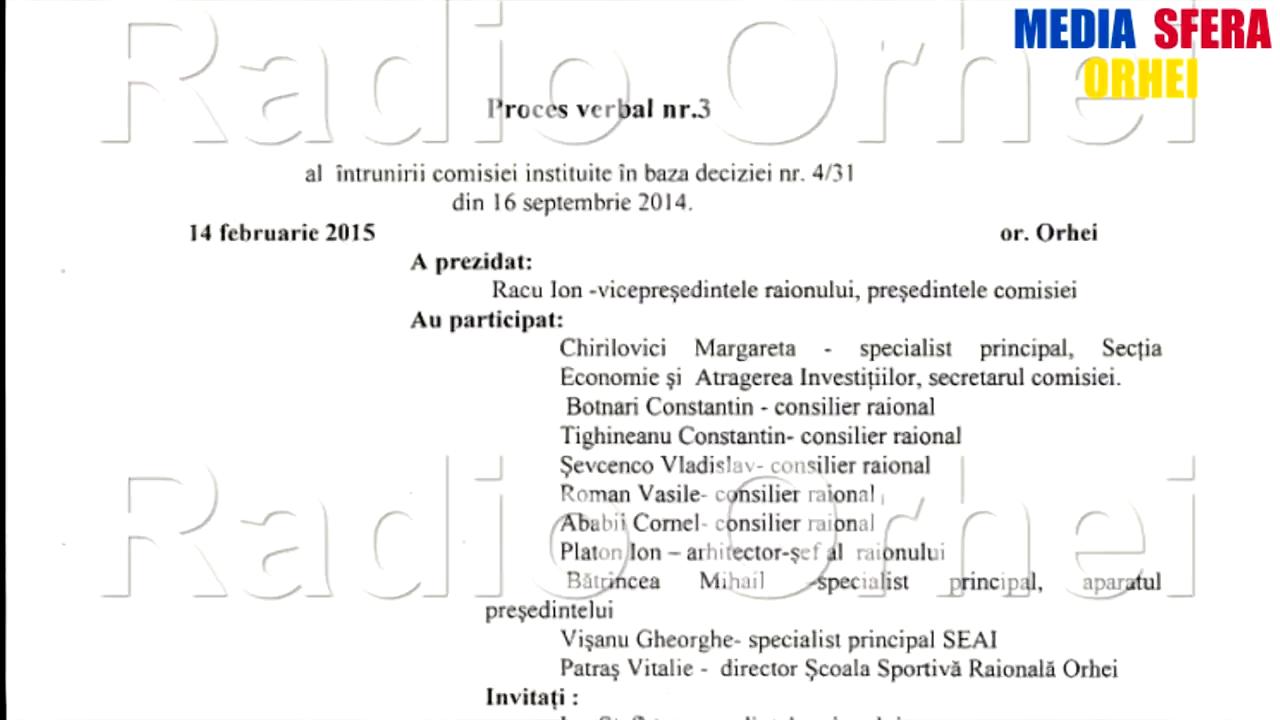 MEDIA SFERA
ORHEI
Radio Orhei
Proces verbal nr.3
al întrunirii comisiei instituite în baza deciziei nr. 4/31
din 16 septembrie 2014.
14 februarie 2015 or. Orhei
A prezidat:
Racu Ion -vicepreşedintele raionului, preşedintele comisiei
Au participat:
Chirilovici Margareta - specialist principal, Secţia
Economie şi Atragerea Investiţiilor, secretarul comisiei.
Botnari Constantin - consilier raional
Tighineanu Constantin- consilier raional
Şevcenco Vladislav- consilier raional
Radio Orhei
Roman Vasile- consilier raional
Ababii Cornel- consilier raional
Platon Ion – arhitector-şef al raionului
Bătrîncea Mihail -specialist principal, aparatul
preşedintelui
Vişanu Gheorghe- specialist principal SEAI
Patraş Vitalie - director Şcoala Sportivă Raională Orhei
Invitaţi :